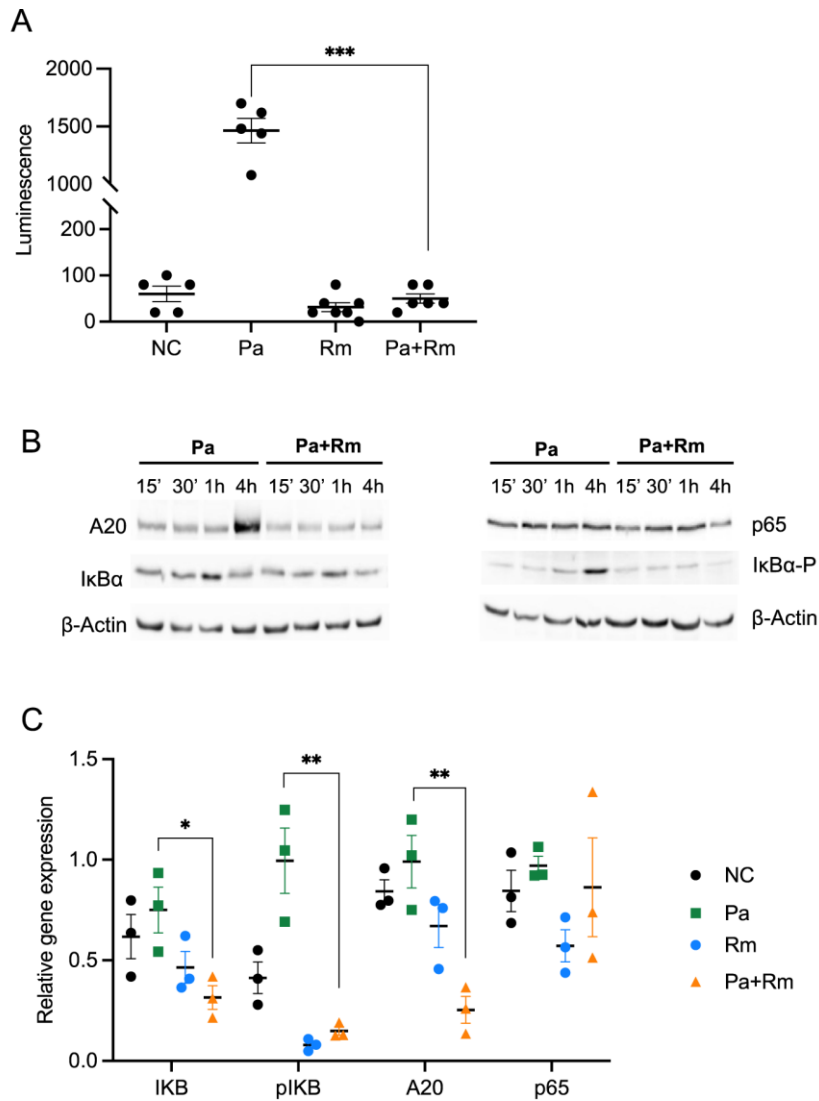 A
***
2000
1500
1000
200
100
0
Luminescence
NC Pa Rm Pa+Rm
B
Pa Pa+Rm
15’ 30’ 1h 4h 15’ 30’ 1h 4h
A20
IκBα
β-Actin
Pa Pa+Rm
15’ 30’ 1h 4h 15’ 30’ 1h 4h
p65
IκBα-P
β-Actin
C
1.5
1.0
0.5
0.0
Relative gene expression
*
**
**
IKB pIKB A20 p65
NC
Pa
Rm
Pa+Rm